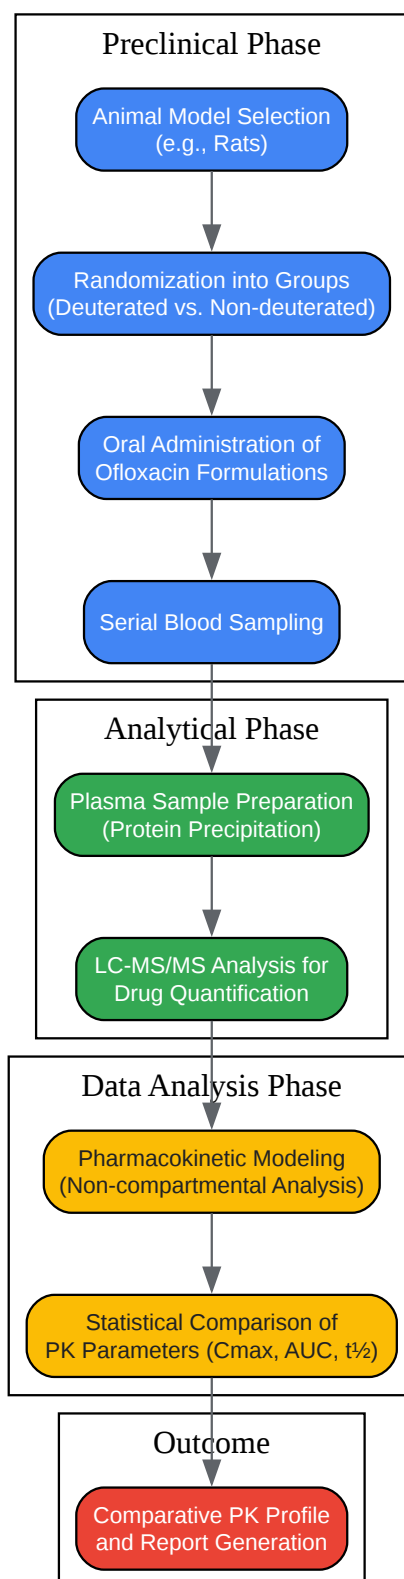 Preclinical Phase
Animal Model Selection
(e.g., Rats)
Randomization into Groups
(Deuterated vs. Non-deuterated)
Oral Administration of
Ofloxacin Formulations
Serial Blood Sampling
Analytical Phase
Plasma Sample Preparation
(Protein Precipitation)
LC-MS/MS Analysis for
Drug Quantification
Data Analysis Phase
Pharmacokinetic Modeling
(Non-compartmental Analysis)
Statistical Comparison of
PK Parameters (Cmax, AUC, t½)
Outcome
Comparative PK Profile
and Report Generation